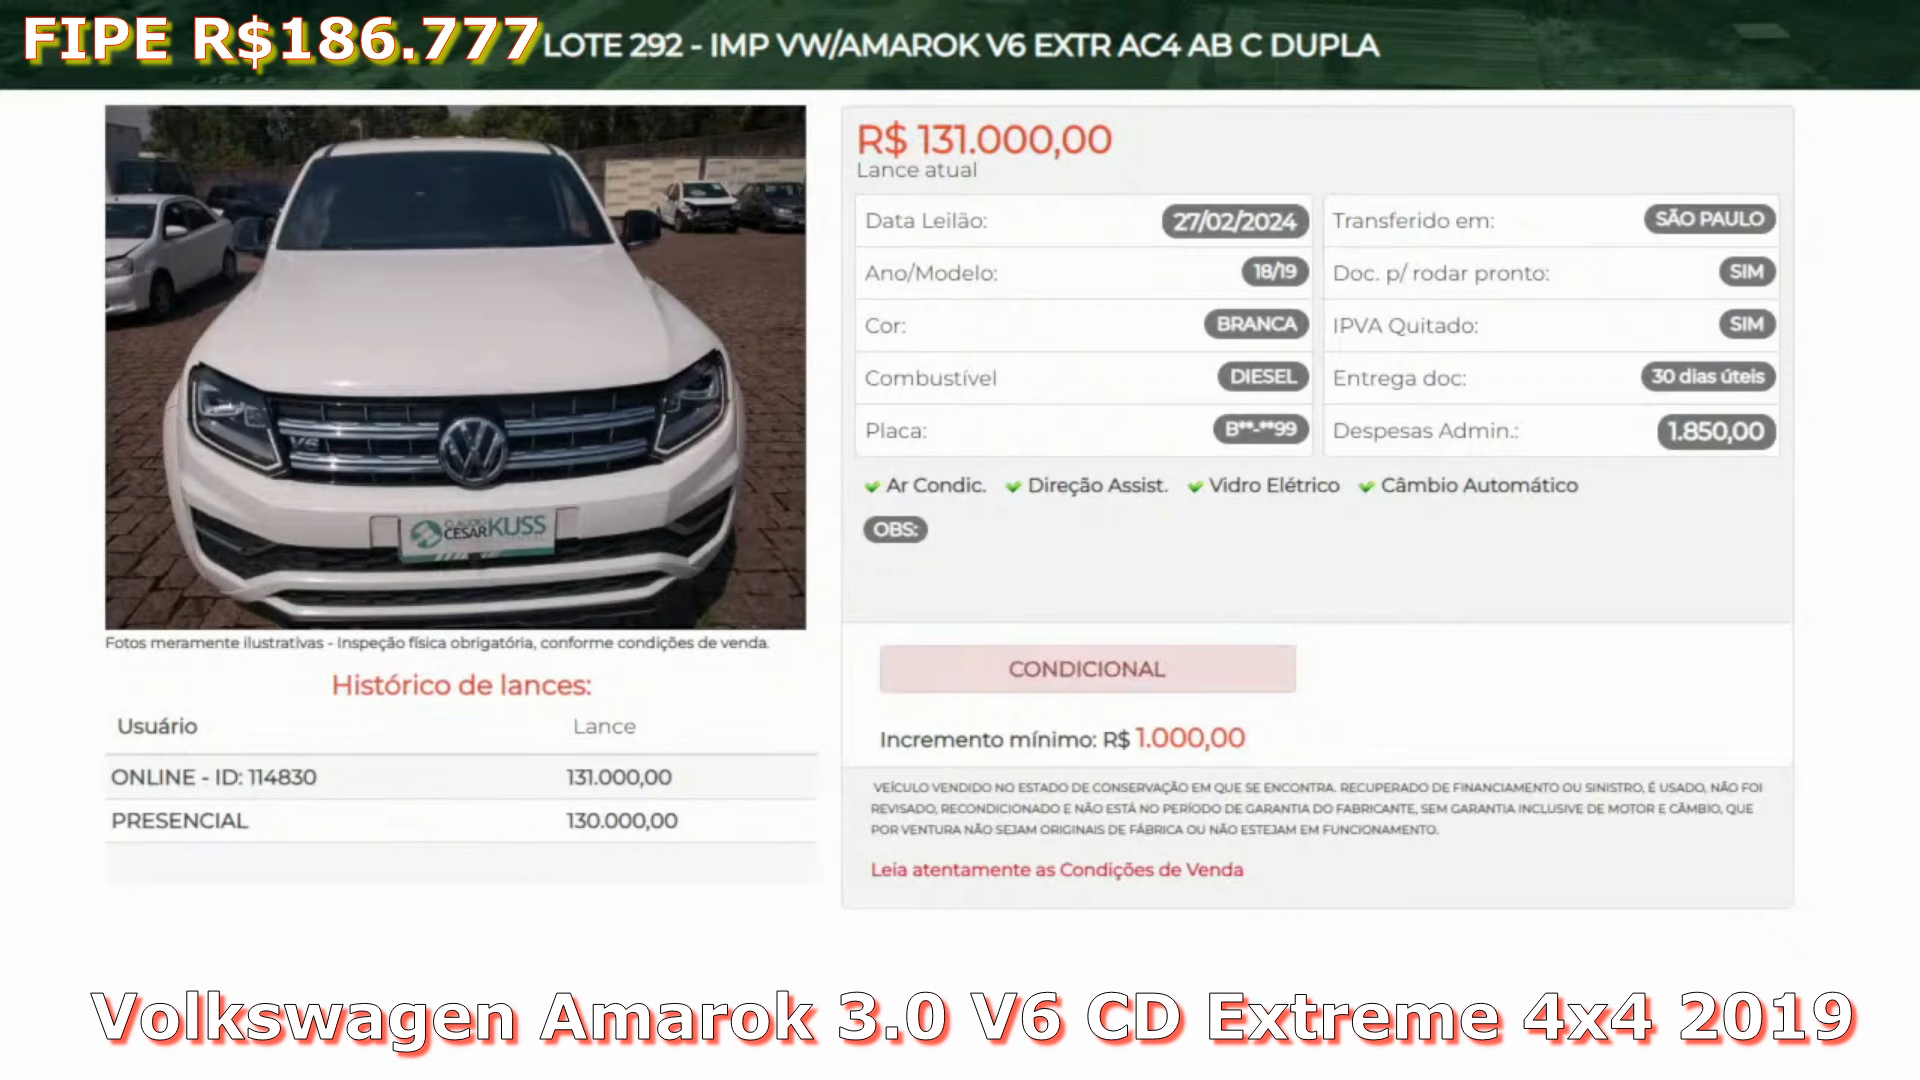 FIPE R$186.777
LOTE 292 - IMP VW/AMAROK V6 EXTR AC4 AB C DUPLA
V6
CLAUDIO
CESAR KUSS
Fotos meramente ilustrativas - Inspeção física obrigatória, conforme condições de venda.
Histórico de lances:
Usuário Lance
ONLINE - ID: 114830 131.000,00
PRESENCIAL 130.000,00
R$ 131.000,00
Lance atual
Data Leilão: 27/02/2024
Ano/Modelo: 18/19
Cor: BRANCA
Combustível DIESEL
Placa: B**-**99
Transferido em: SÃO PAULO
Doc. p/ rodar pronto: SIM
IPVA Quitado: SIM
Entrega doc: 30 dias úteis
Despesas Admin.: 1.850,00
Ar Condic. Direção Assist. Vidro Elétrico Câmbio Automático
OBS:
CONDICIONAL
Incremento mínimo: R$ 1.000,00
VEÍCULO VENDIDO NO ESTADO DE CONSERVAÇÃO EM QUE SE ENCONTRA. RECUPERADO DE FINANCIAMENTO OU SINISTRO, É USADO, NÃO FOI
REVISADO, RECONDICIONADO E NÃO ESTÁ NO PERÍODO DE GARANTIA DO FABRICANTE, SEM GARANTIA INCLUSIVE DE MOTOR E CÂMBIO, QUE
POR VENTURA NÃO SEJAM ORIGINAIS DE FÁBRICA OU NÃO ESTEJAM EM FUNCIONAMENTO.
Leia atentamente as Condições de Venda
Volkswagen Amarok 3.0 V6 CD Extreme 4x4 2019